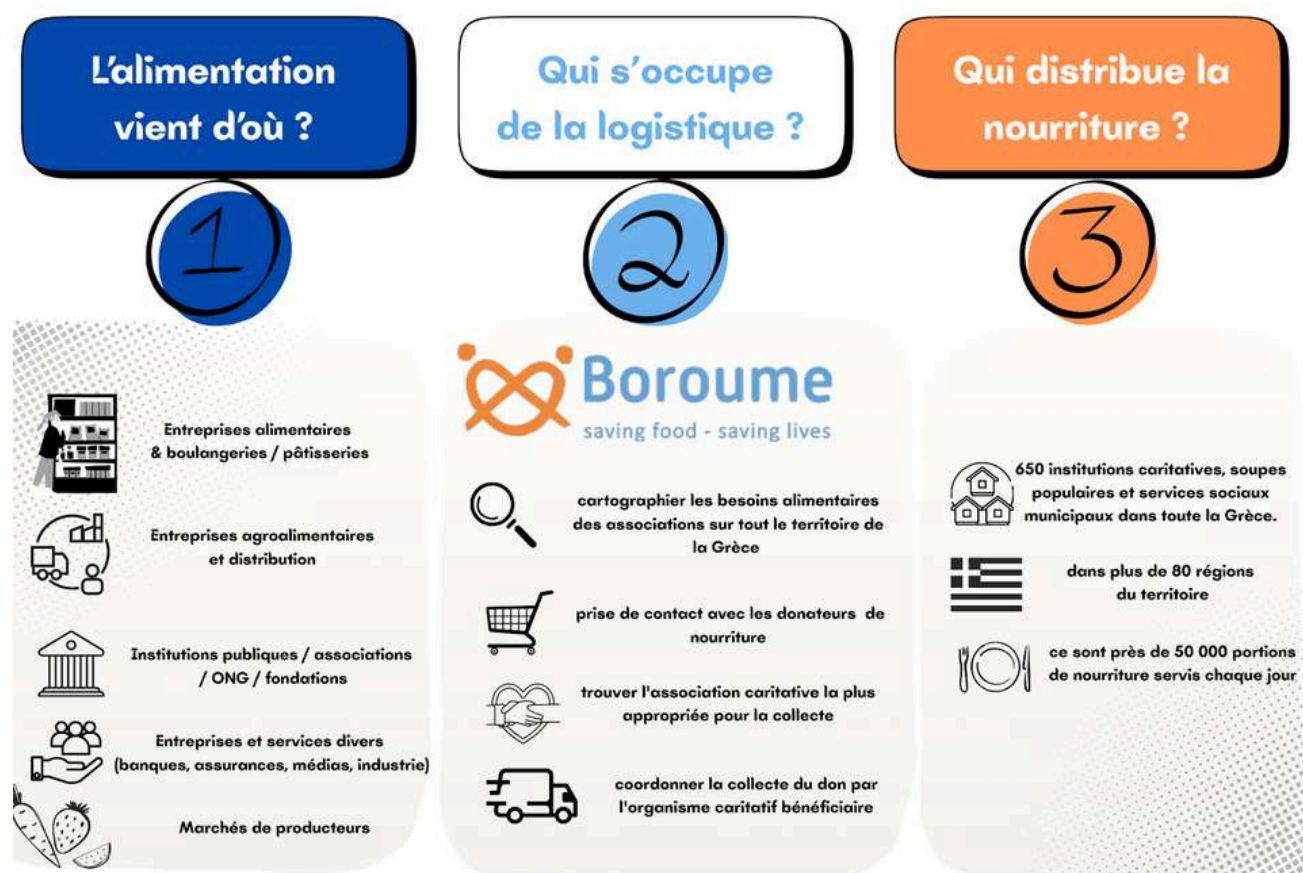 L'alimentation
vient d'où ?
1
Entreprises alimentaires
& boulangeries / pâtisseries
Entreprises agroalimentaires
et distribution
Institutions publiques / associations
/ ONG / fondations
Entreprises et services divers
(banques, assurances, médias, industrie)
Marchés de producteurs
Qui s'occupe
de la logistique ?
2
Boroume
saving food - saving lives
cartographier les besoins alimentaires
des associations sur tout le territoire de
la Grèce
prise de contact avec les donateurs de
nourriture
trouver l'association caritative la plus
appropriée pour la collecte
coordonner la collecte du don par
l'organisme caritatif bénéficiaire
Qui distribue la
nourriture ?
3
650 institutions caritatives, soupes
populaires et services sociaux
municipaux dans toute la Grèce.
dans plus de 80 régions
du territoire
ce sont près de 50 000 portions
de nourriture servis chaque jour